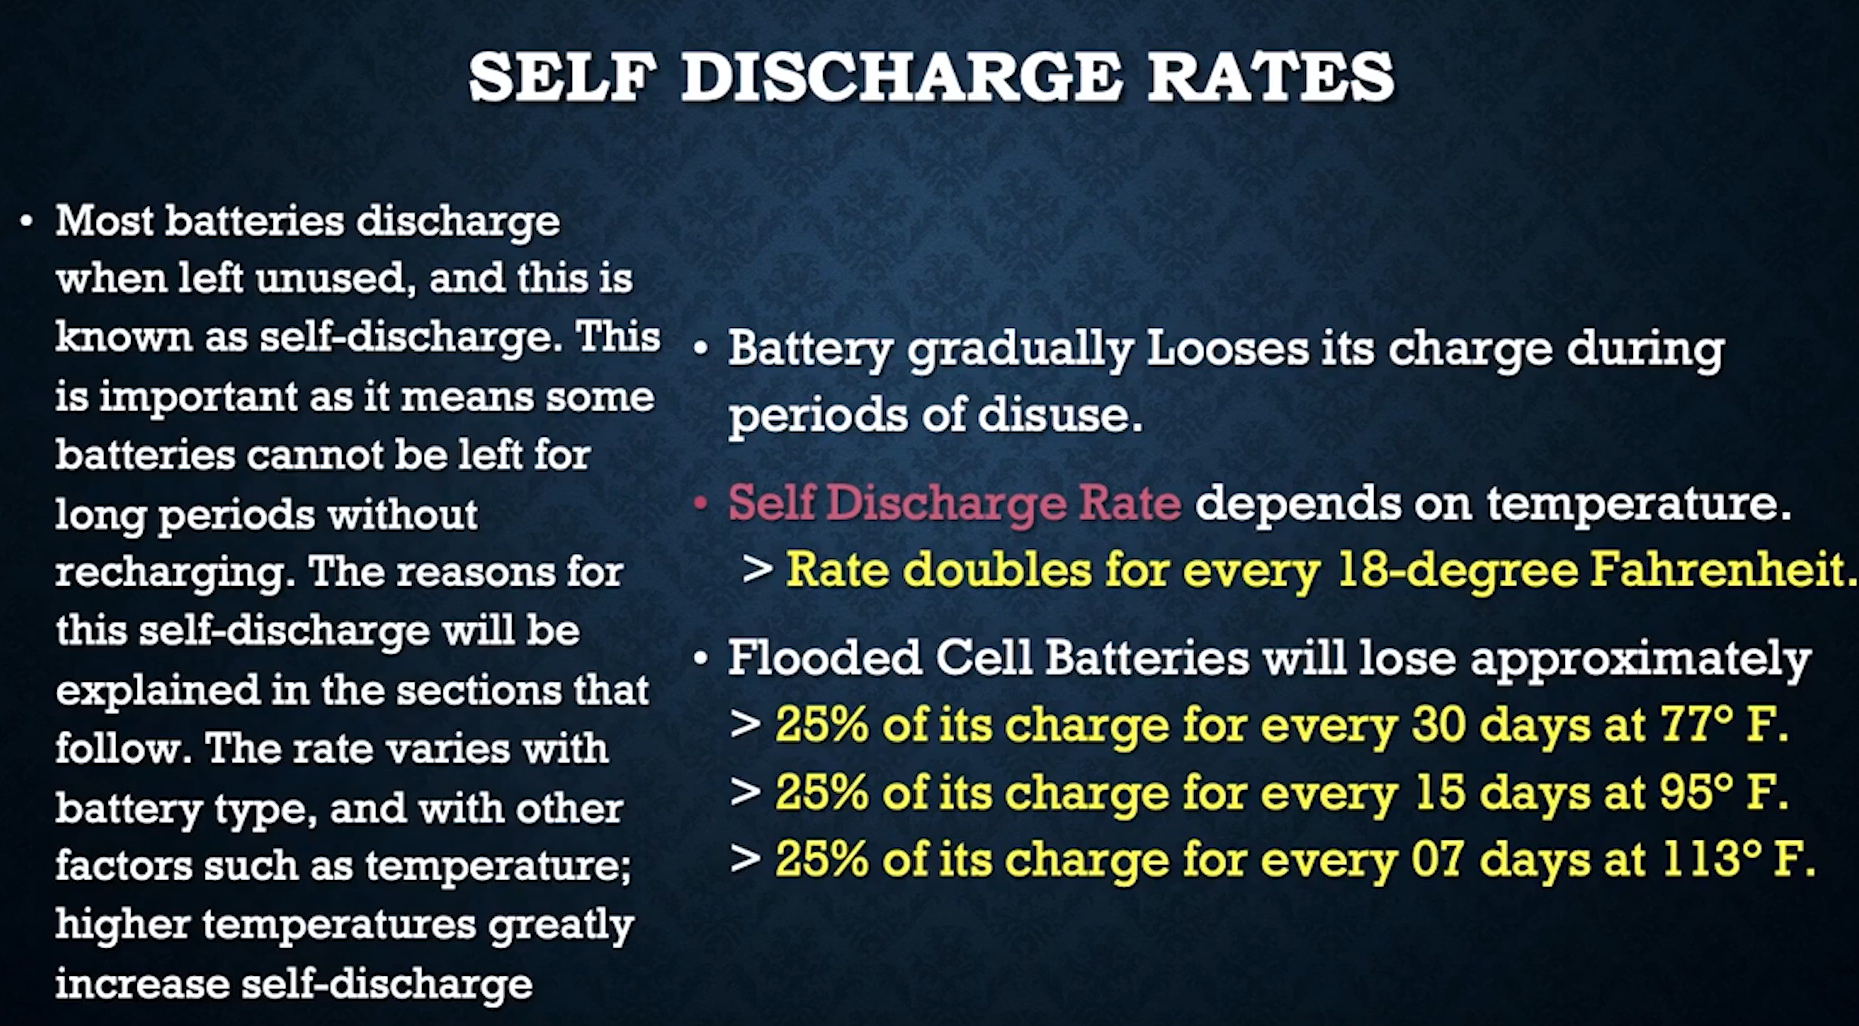 SELF DISCHARGE RATES
• Most batteries discharge
when left unused, and this is
known as self-discharge. This
is important as it means some
batteries cannot be left for
long periods without
recharging. The reasons for
this self-discharge will be
explained in the sections that
follow. The rate varies with
battery type, and with other
factors such as temperature;
higher temperatures greatly
increase self-discharge
• Battery gradually Looses its charge during
periods of disuse.
• Self Discharge Rate depends on temperature.
> Rate doubles for every 18-degree Fahrenheit.
• Flooded Cell Batteries will lose approximately
> 25% of its charge for every 30 days at 77° F.
> 25% of its charge for every 15 days at 95° F.
> 25% of its charge for every 07 days at 113° F.